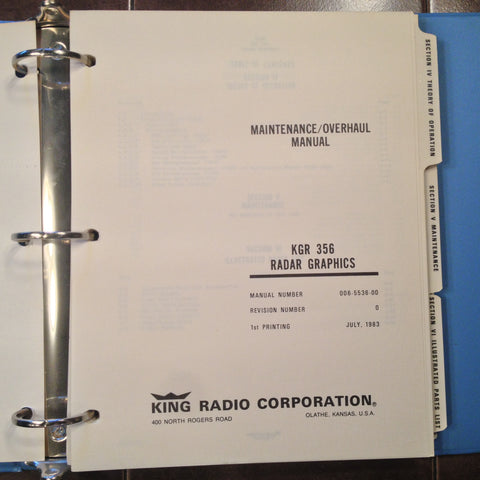 MAINTENANCE/OVERHAUL
MANUAL
KGR 356
RADAR GRAPHICS
MANUAL NUMBER 006-5536-00
REVISION NUMBER 0
1st PRINTING JULY, 1983
KING RADIO CORPORATION®
400 NORTH ROGERS ROAD OLATHE, KANSAS, U.S.A.
SECTION IV THEORY OF OPERATION
SECTION V MAINTENANCE
SECTION VI ILLUSTRATED PARTS LIST